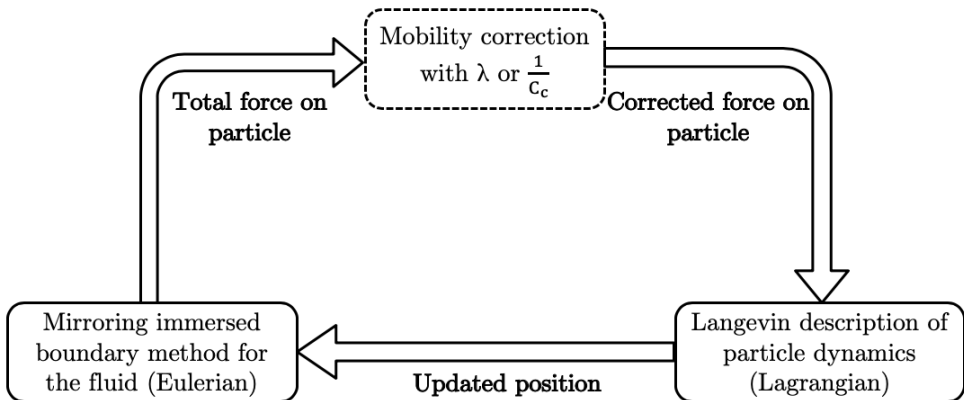 Mobility correction
with λ or 1/C_c
Total force on
particle
Corrected force on
particle
Mirroring immersed
boundary method for
the fluid (Eulerian)
Langevin description of
particle dynamics
(Lagrangian)
Updated position